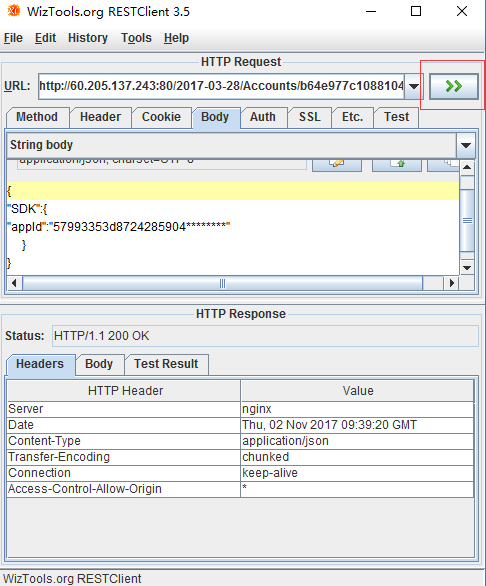 WizTools.org RESTClient 3.5
File Edit History Tools Help
HTTP Request
URL: http://60.205.137.243:80/2017-03-28/Accounts/b64e977c1088104
Method Header Cookie Body Auth SSL Etc. Test
String body
application/json; charset=UTF-8
{
"SDK":{
"appId":"57993353d8724285904********"
}
}
HTTP Response
Status: HTTP/1.1 200 OK
Headers Body Test Result
HTTP Header Value
Server nginx
Date Thu, 02 Nov 2017 09:39:20 GMT
Content-Type application/json
Transfer-Encoding chunked
Connection keep-alive
Access-Control-Allow-Origin *
WizTools.org RESTClient